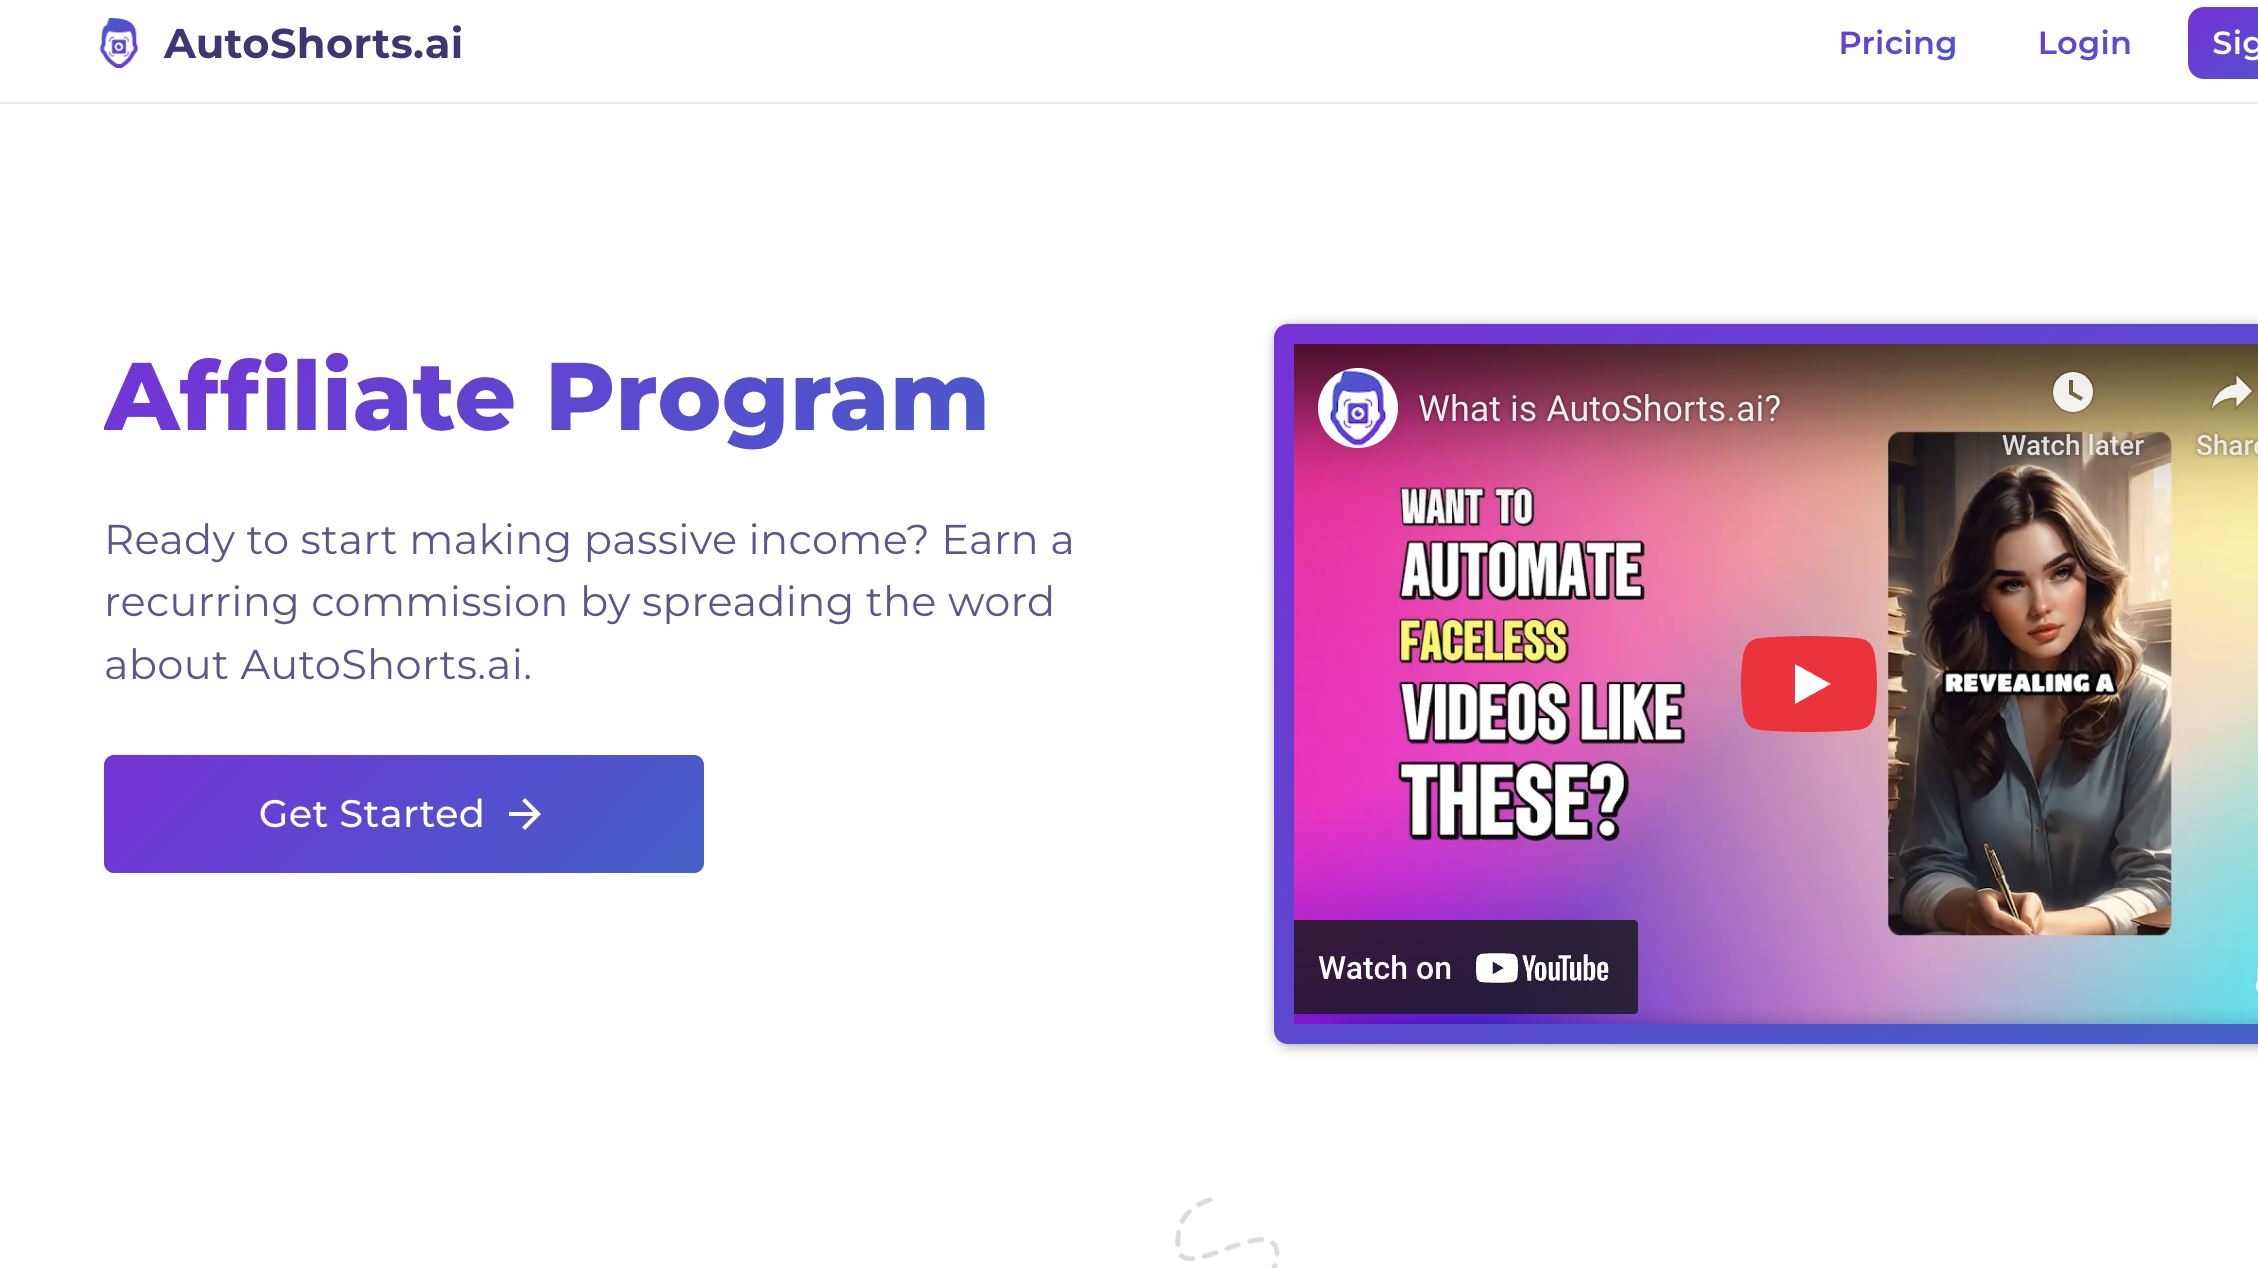 AutoShorts.ai
Pricing
Login
Affiliate Program
Ready to start making passive income? Earn a
recurring commission by spreading the word
about AutoShorts.ai.
Get Started
What is AutoShorts.ai?
Watch later
WANT TO
AUTOMATE
FACELESS
VIDEOS LIKE
THESE?
REVEALING A
Watch on YouTube